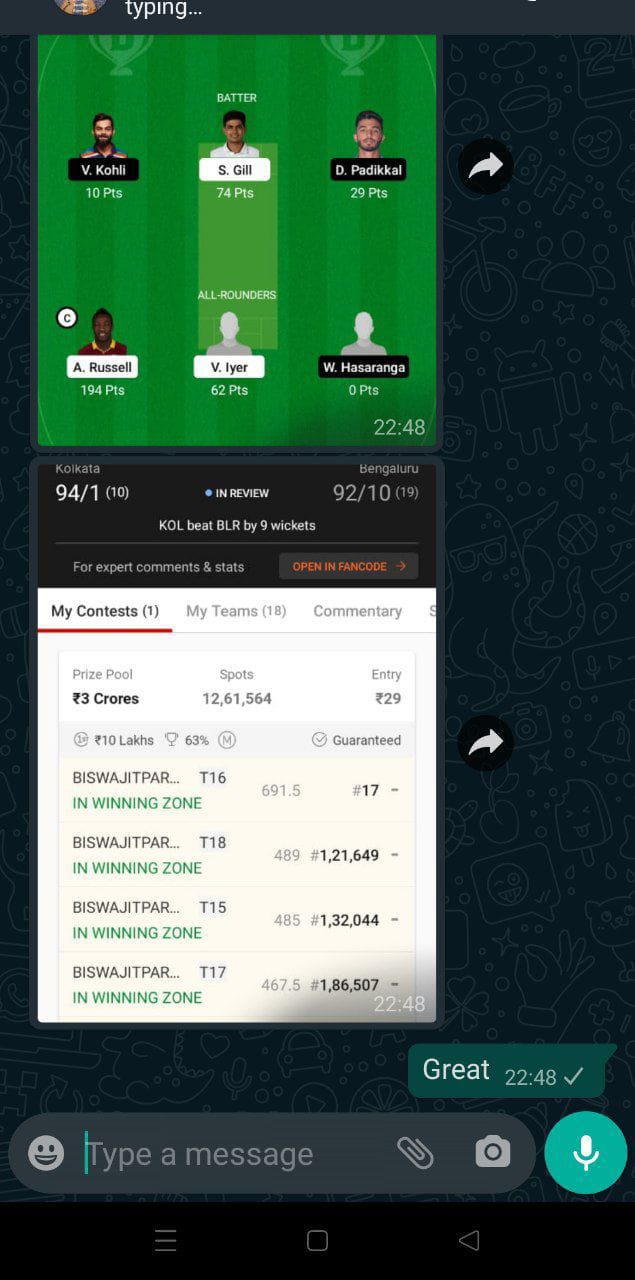 typing...
BATTER
V. Kohli S. Gill D. Padikkal
10 Pts 74 Pts 29 Pts
ALL-ROUNDERS
C
A. Russell V. Iyer W. Hasaranga
194 Pts 62 Pts 0 Pts
22:48
Kolkata Bengaluru
94/1 (10) IN REVIEW 92/10 (19)
KOL beat BLR by 9 wickets
For expert comments & stats OPEN IN FANCODE
My Contests (1) My Teams (18) Commentary S
Prize Pool Spots Entry
₹3 Crores 12,61,564 ₹29
1st ₹10 Lakhs 63% M Guaranteed
BISWAJITPAR... T16 691.5 #17 -
IN WINNING ZONE
BISWAJITPAR... T18 489 #1,21,649 -
IN WINNING ZONE
BISWAJITPAR... T15 485 #1,32,044 -
IN WINNING ZONE
BISWAJITPAR... T17 467.5 #1,86,507 -
IN WINNING ZONE
22:48
Great 22:48
Type a message